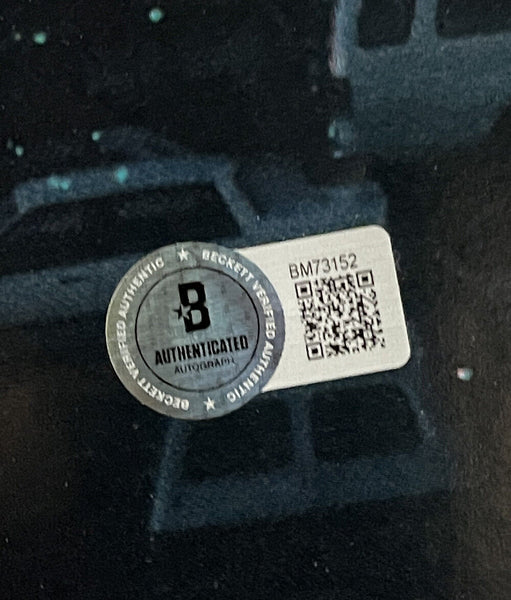 BECKETT VERIFIED AUTHENTIC ★ BECKETT VERIFIED AUTHENTIC ★
B
AUTHENTICATED
AUTOGRAPH
BM73152